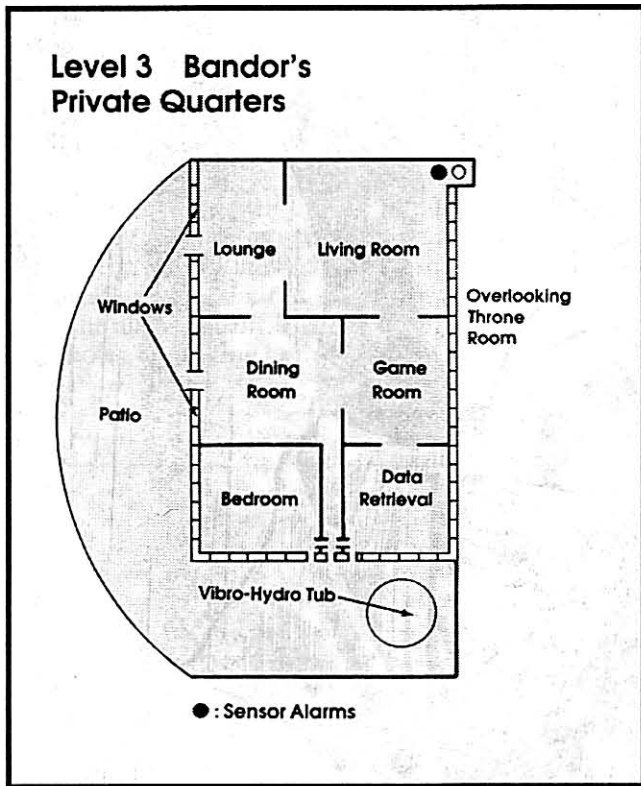 Level 3 Bandor's
Private Quarters
Lounge
Living Room
Windows
Overlooking
Throne
Room
Dining
Room
Game
Room
Patio
Bedroom
Data
Retrieval
Vibro-Hydro Tub
: Sensor Alarms